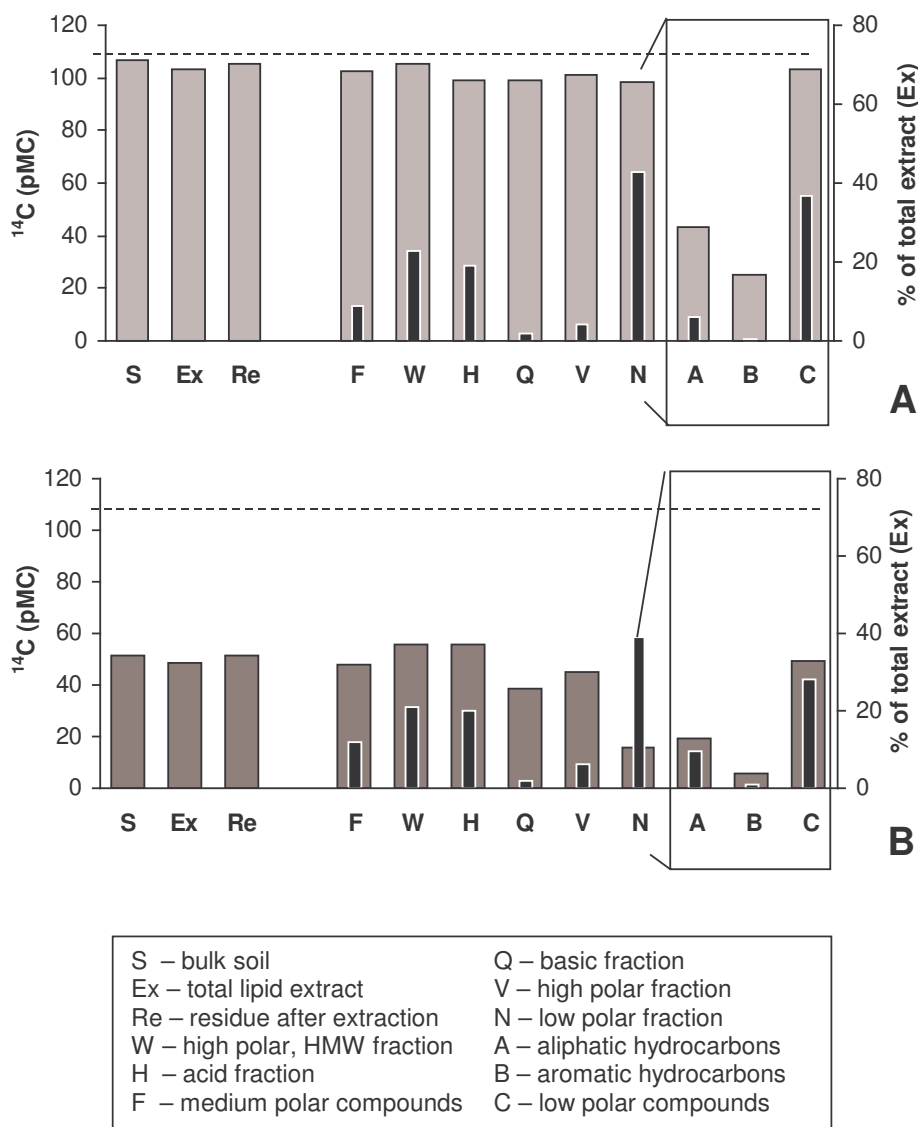 120
100
80
60
40
20
0
¹⁴C (pMC)
80
60
40
20
0
% of total extract (Ex)
S Ex Re F W H Q V N A B C
A
120
100
80
60
40
20
0
¹⁴C (pMC)
80
60
40
20
0
% of total extract (Ex)
S Ex Re F W H Q V N A B C
B
S – bulk soil
Ex – total lipid extract
Re – residue after extraction
W – high polar, HMW fraction
H – acid fraction
F – medium polar compounds
Q – basic fraction
V – high polar fraction
N – low polar fraction
A – aliphatic hydrocarbons
B – aromatic hydrocarbons
C – low polar compounds